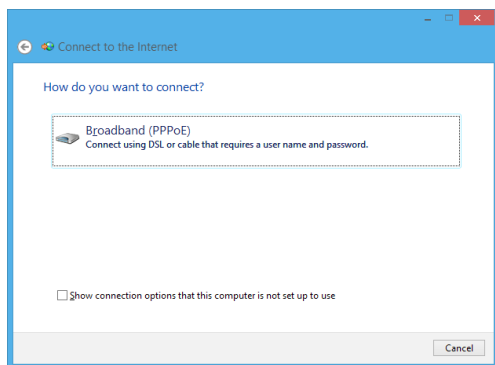 Connect to the Internet
How do you want to connect?
Broadband (PPPoE)
Connect using DSL or cable that requires a user name and password.
Show connection options that this computer is not set up to use
Cancel